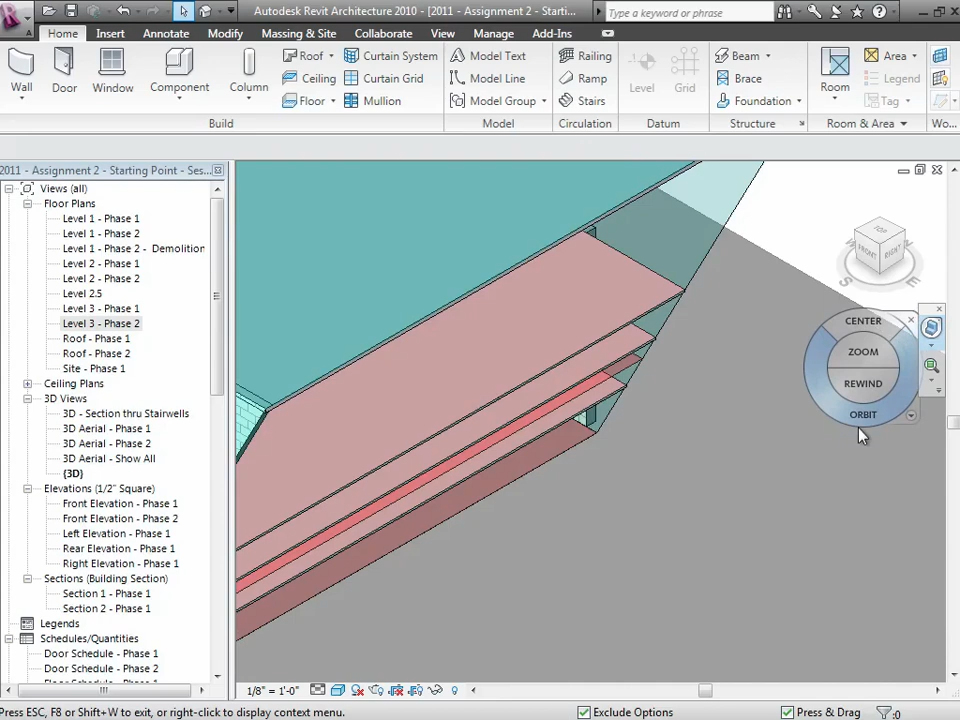 Autodesk Revit Architecture 2010 - [2011 - Assignment 2 - Starti...
Type a keyword or phrase
Home Insert Annotate Modify Massing & Site Collaborate View Manage Add-Ins
Wall Door Window Component Column
Roof Ceiling Floor
Curtain System Curtain Grid Mullion
Build
Model Text Model Line Model Group
Model
Railing Ramp Stairs
Circulation
Level Grid
Datum
Beam Brace Foundation
Structure
Room Area Legend Tag
Room & Area
Wo...
2011 - Assignment 2 - Starting Point - Ses...
Views (all)
Floor Plans
Level 1 - Phase 1
Level 1 - Phase 2
Level 1 - Phase 2 - Demolition
Level 2 - Phase 1
Level 2 - Phase 2
Level 2.5
Level 3 - Phase 1
Level 3 - Phase 2
Roof - Phase 1
Roof - Phase 2
Site - Phase 1
Ceiling Plans
3D Views
3D - Section thru Stairwells
3D Aerial - Phase 1
3D Aerial - Phase 2
3D Aerial - Show All
{3D}
Elevations (1/2" Square)
Front Elevation - Phase 1
Front Elevation - Phase 2
Left Elevation - Phase 1
Rear Elevation - Phase 1
Right Elevation - Phase 1
Sections (Building Section)
Section 1 - Phase 1
Section 2 - Phase 1
Legends
Schedules/Quantities
Door Schedule - Phase 1
Door Schedule - Phase 2
TOP
FRONT RIGHT
W E
S
CENTER
ZOOM
REWIND
ORBIT
1/8" = 1'-0"
Press ESC, F8 or Shift+W to exit, or right-click to display context menu.
Exclude Options
Press & Drag
:0